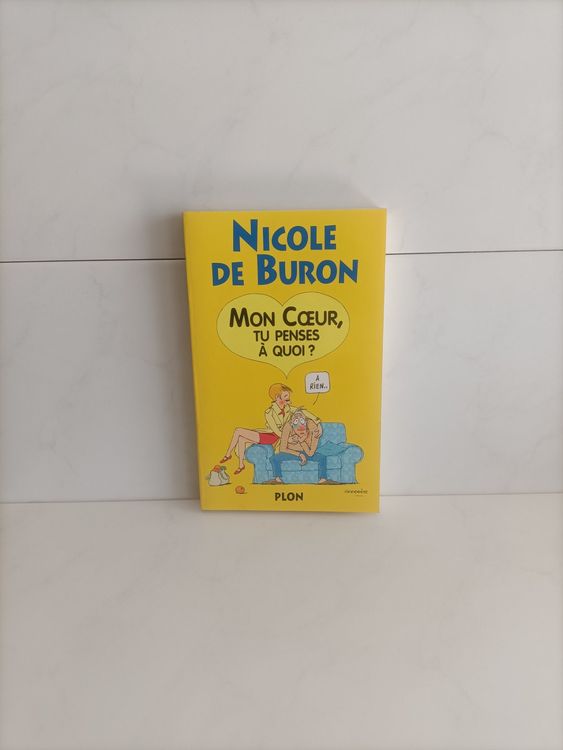 NICOLE
DE BURON
MON CŒUR,
TU PENSES
À QUOI ?
À
RIEN..
PLON